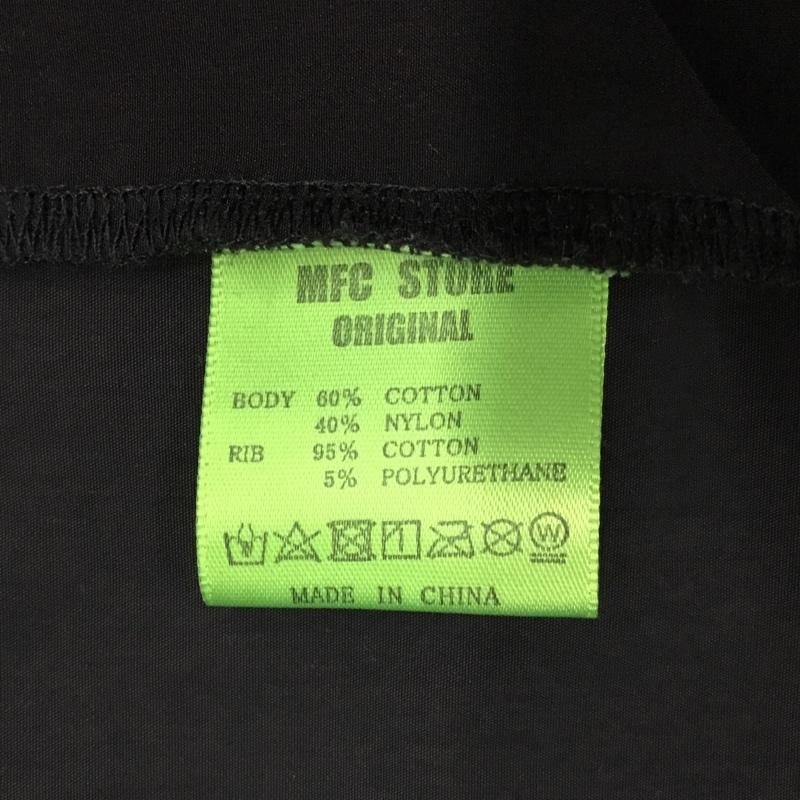 MFC STORE
ORIGINAL
BODY 60% COTTON
40% NYLON
RIB 95% COTTON
5% POLYURETHANE
W
MADE IN CHINA